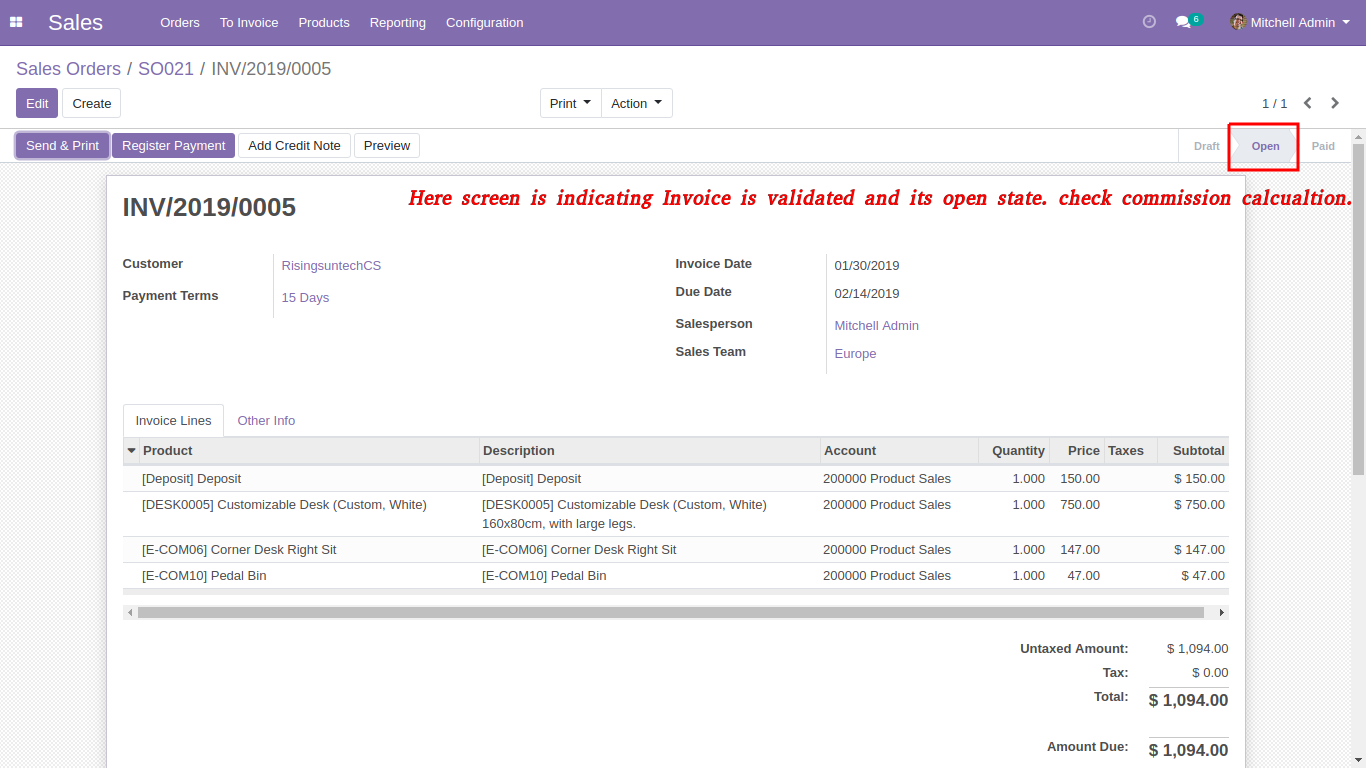 Sales Orders To Invoice Products Reporting Configuration 6 Mitchell Admin
Sales Orders / SO021 / INV/2019/0005
Edit Create Print Action 1 / 1
Send & Print Register Payment Add Credit Note Preview Draft Open Paid
Here screen is indicating Invoice is validated and its open state. check commission calcualtion.
INV/2019/0005
Customer RisingsuntechCS Invoice Date 01/30/2019
Payment Terms 15 Days Due Date 02/14/2019
Salesperson Mitchell Admin
Sales Team Europe
Invoice Lines Other Info
Product Description Account Quantity Price Taxes Subtotal
[Deposit] Deposit [Deposit] Deposit 200000 Product Sales 1.000 150.00 $ 150.00
[DESK0005] Customizable Desk (Custom, White) [DESK0005] Customizable Desk (Custom, White) 200000 Product Sales 1.000 750.00 $ 750.00
160x80cm, with large legs.
[E-COM06] Corner Desk Right Sit [E-COM06] Corner Desk Right Sit 200000 Product Sales 1.000 147.00 $ 147.00
[E-COM10] Pedal Bin [E-COM10] Pedal Bin 200000 Product Sales 1.000 47.00 $ 47.00
Untaxed Amount: $ 1,094.00
Tax: $ 0.00
Total: $ 1,094.00
Amount Due: $ 1,094.00